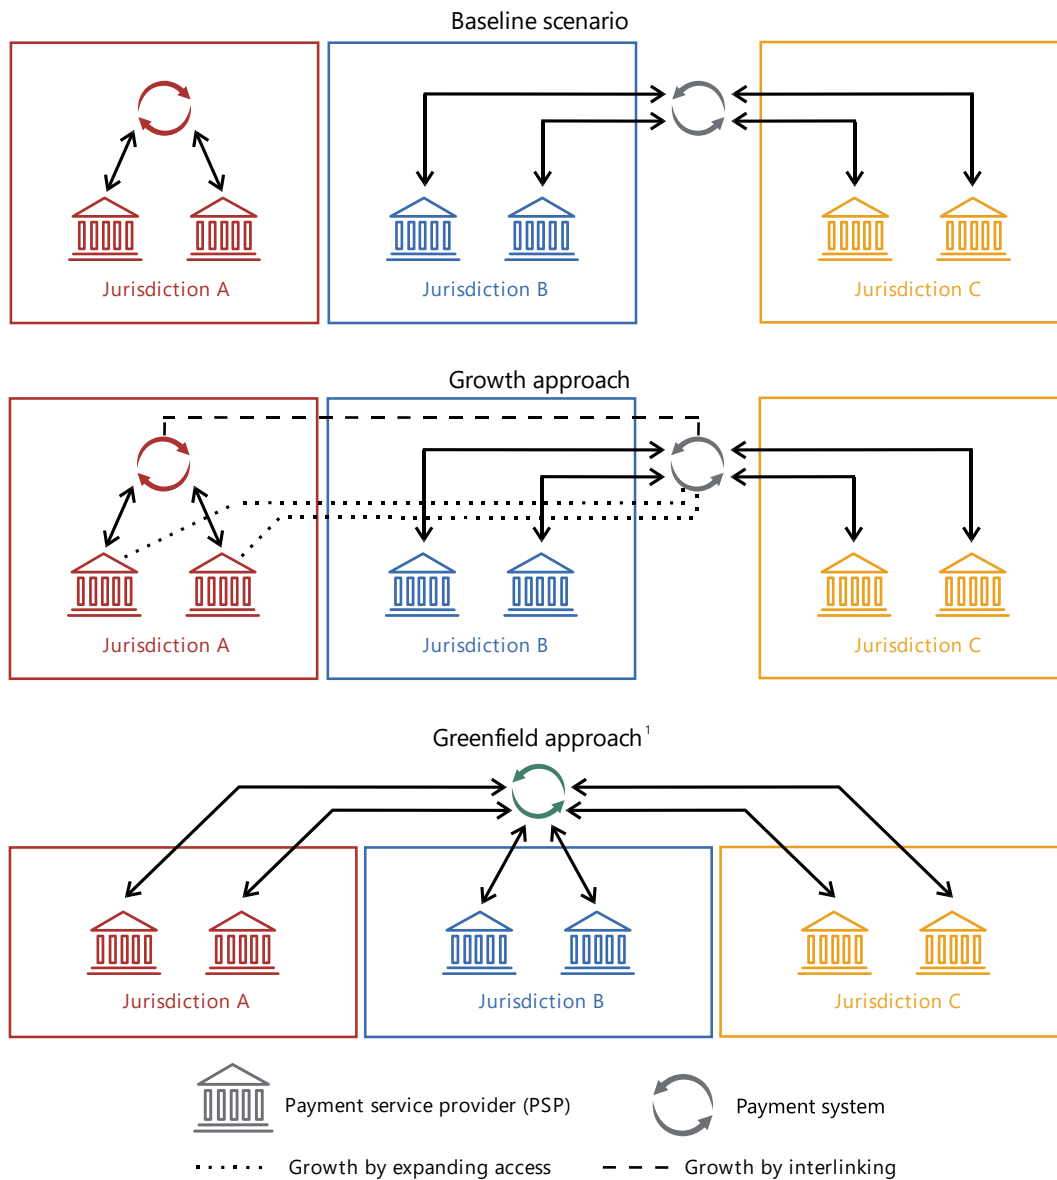 Baseline scenario
Jurisdiction A
Jurisdiction B
Jurisdiction C
Growth approach
Jurisdiction A
Jurisdiction B
Jurisdiction C
Greenfield approach¹
Jurisdiction A
Jurisdiction B
Jurisdiction C
Payment service provider (PSP)
Payment system
Growth by expanding access
Growth by interlinking